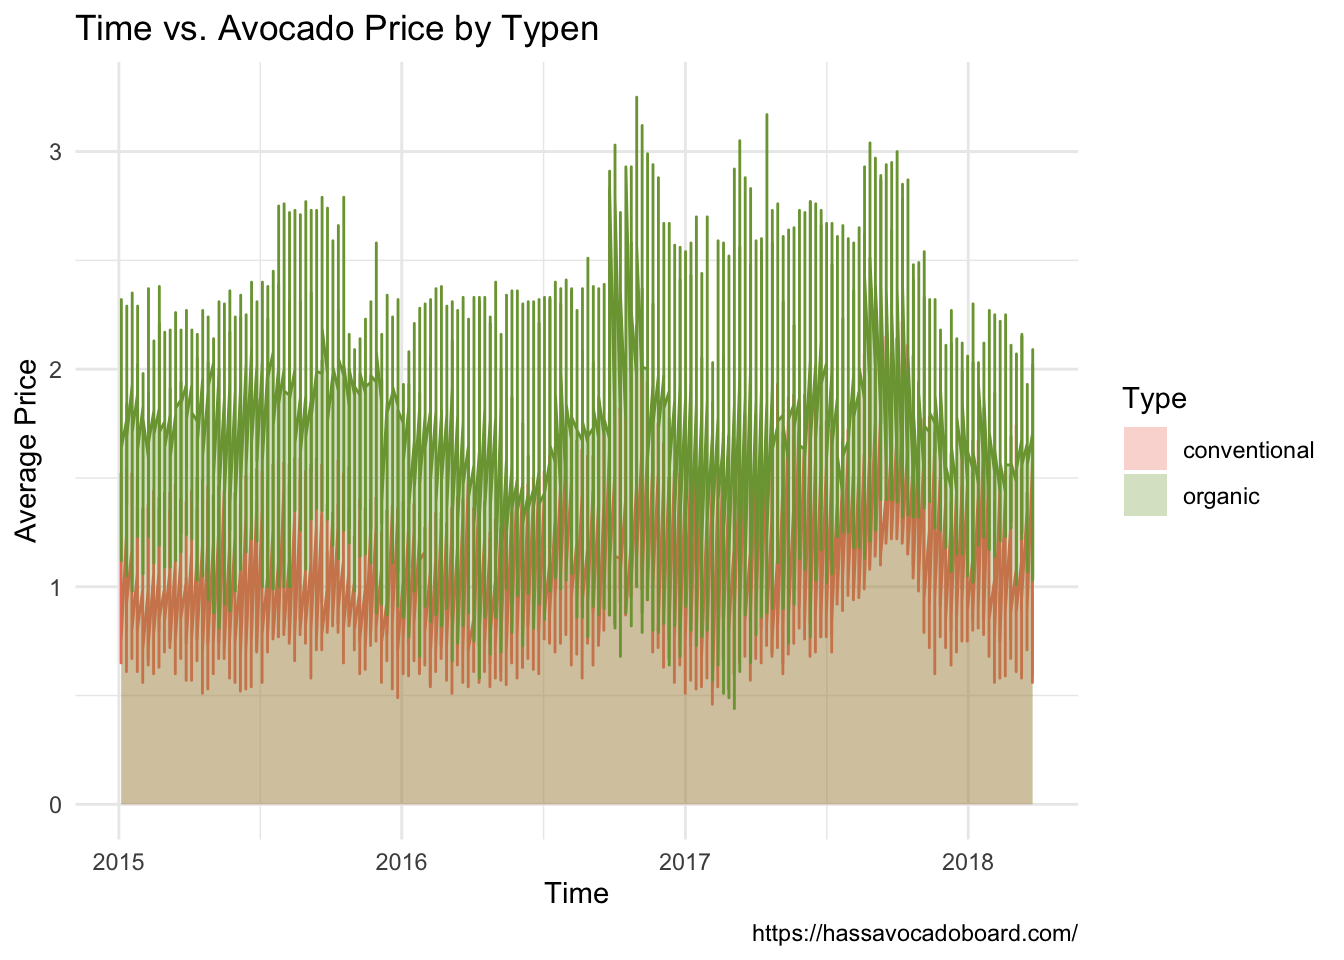 Time vs. Avocado Price by Typen
3
2
1
0
Average Price
2015
2016
2017
2018
Time
Type
conventional
organic
https://hassavocadoboard.com/